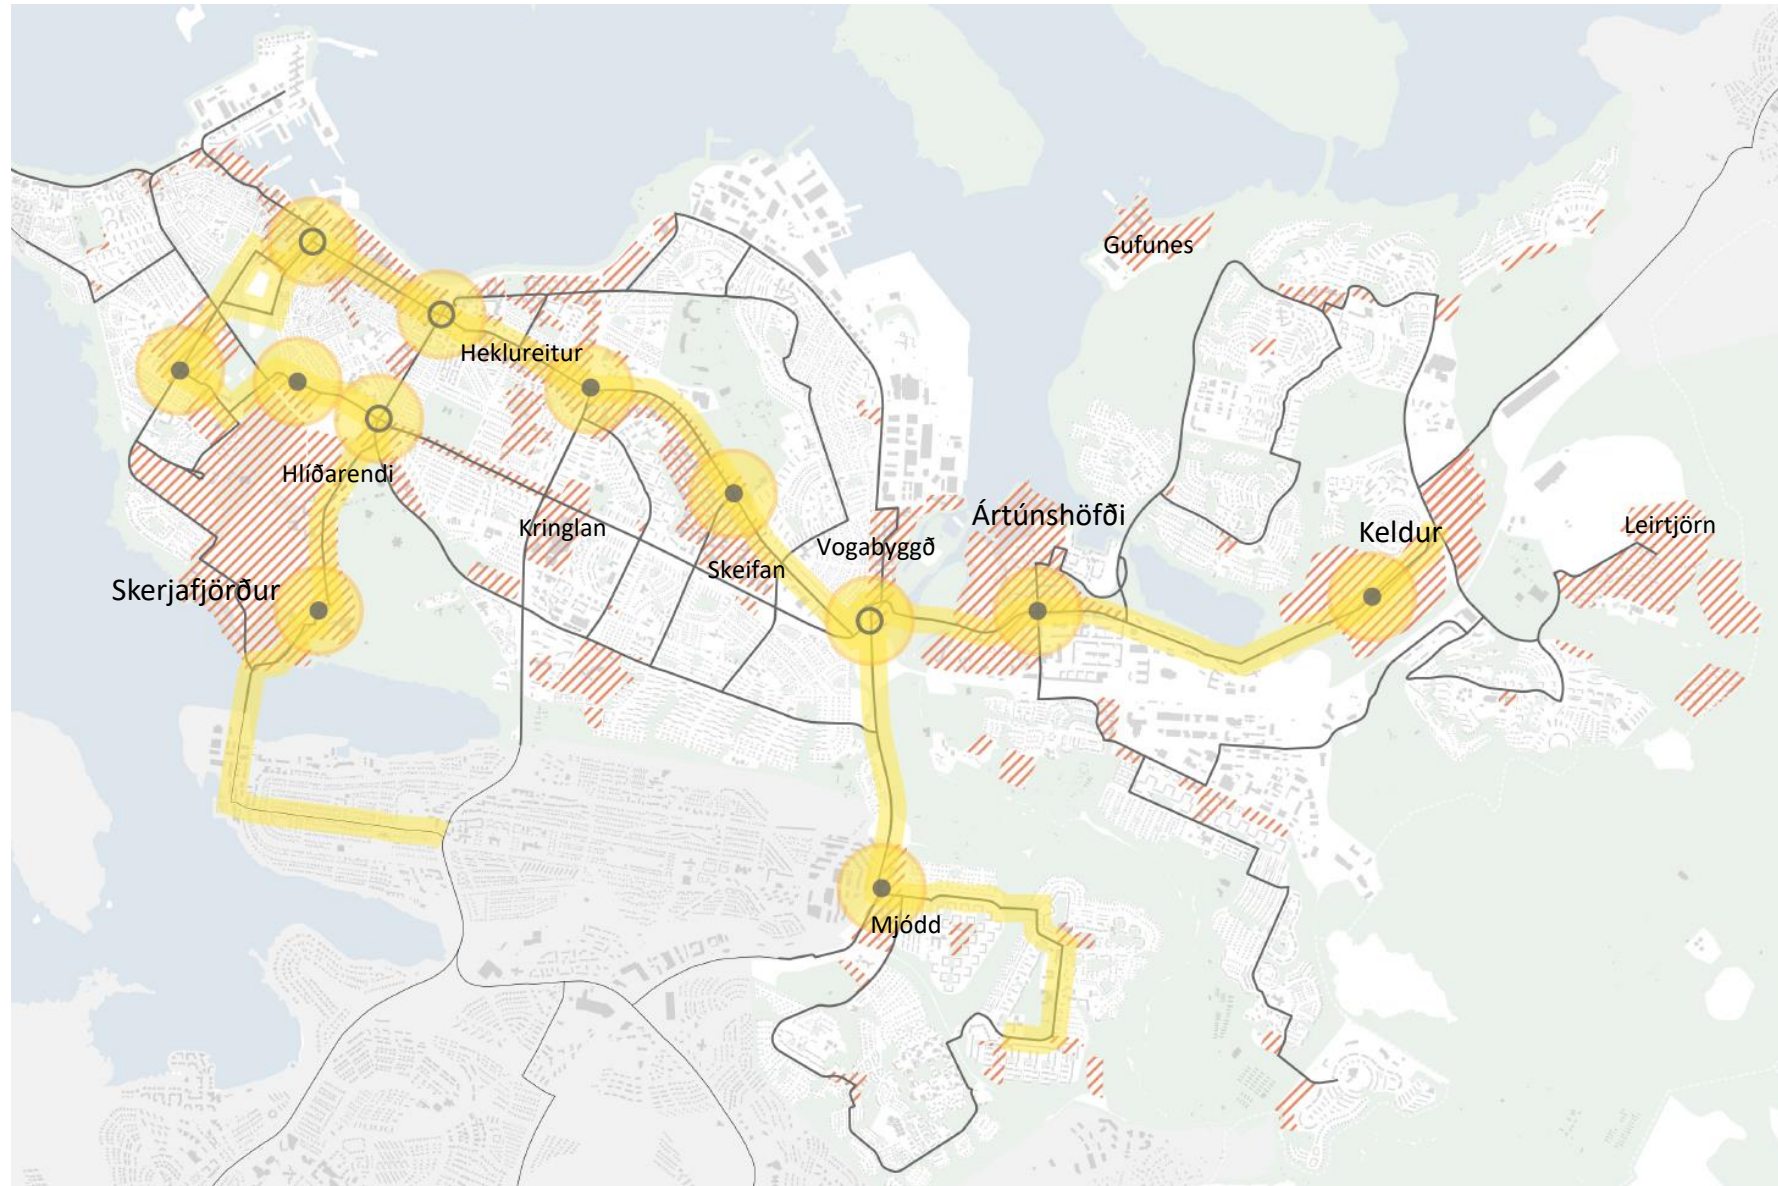 Gufunes
Heklureitur
Hlíðarendi
Kringlan
Ártúnshöfði
Keldur
Leirtjörn
Vogabyggð
Skeifan
Skerjafjörður
Mjódd